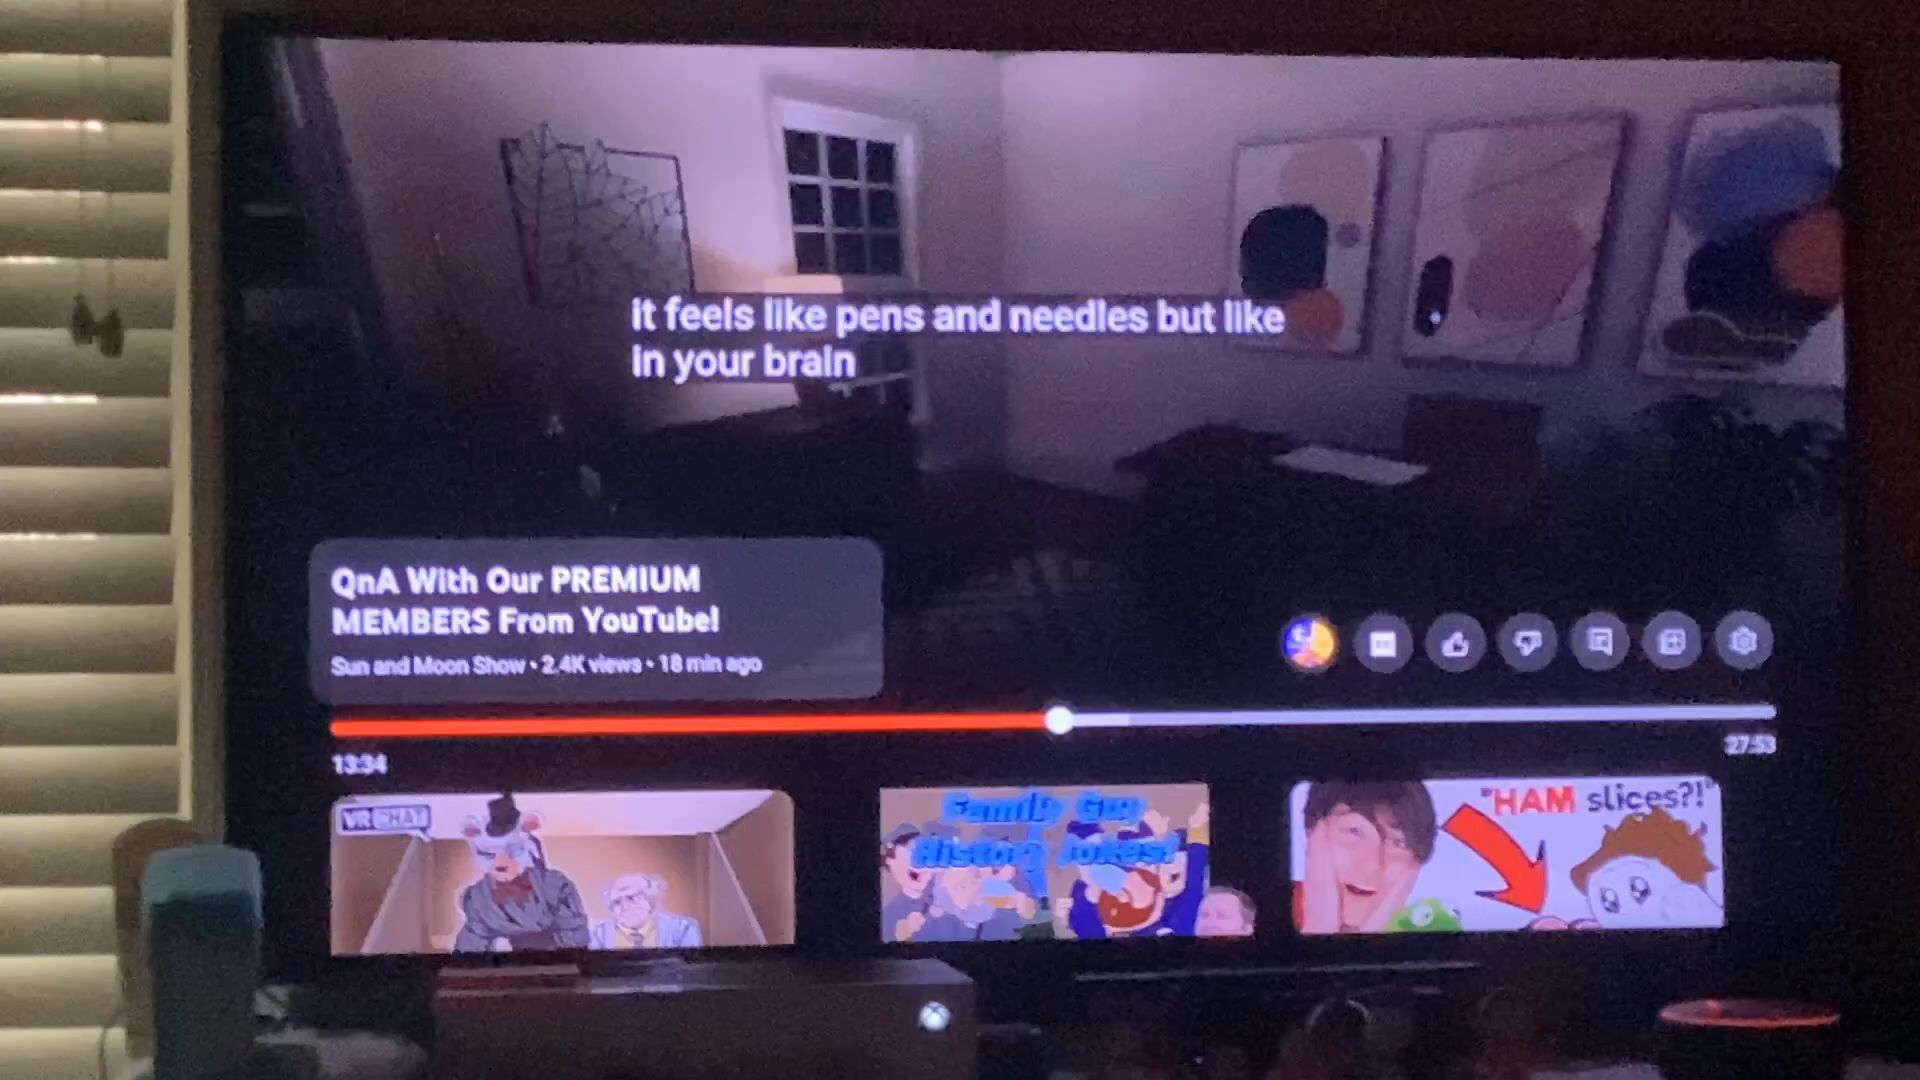 it feels like pens and needles but like
in your brain
QnA With Our PREMIUM
MEMBERS From YouTube!
Sun and Moon Show • 2.4K views • 18 min ago
13:34
27:53
VRCHAT
Family Guy
History Jokes!
"HAM slices?!"